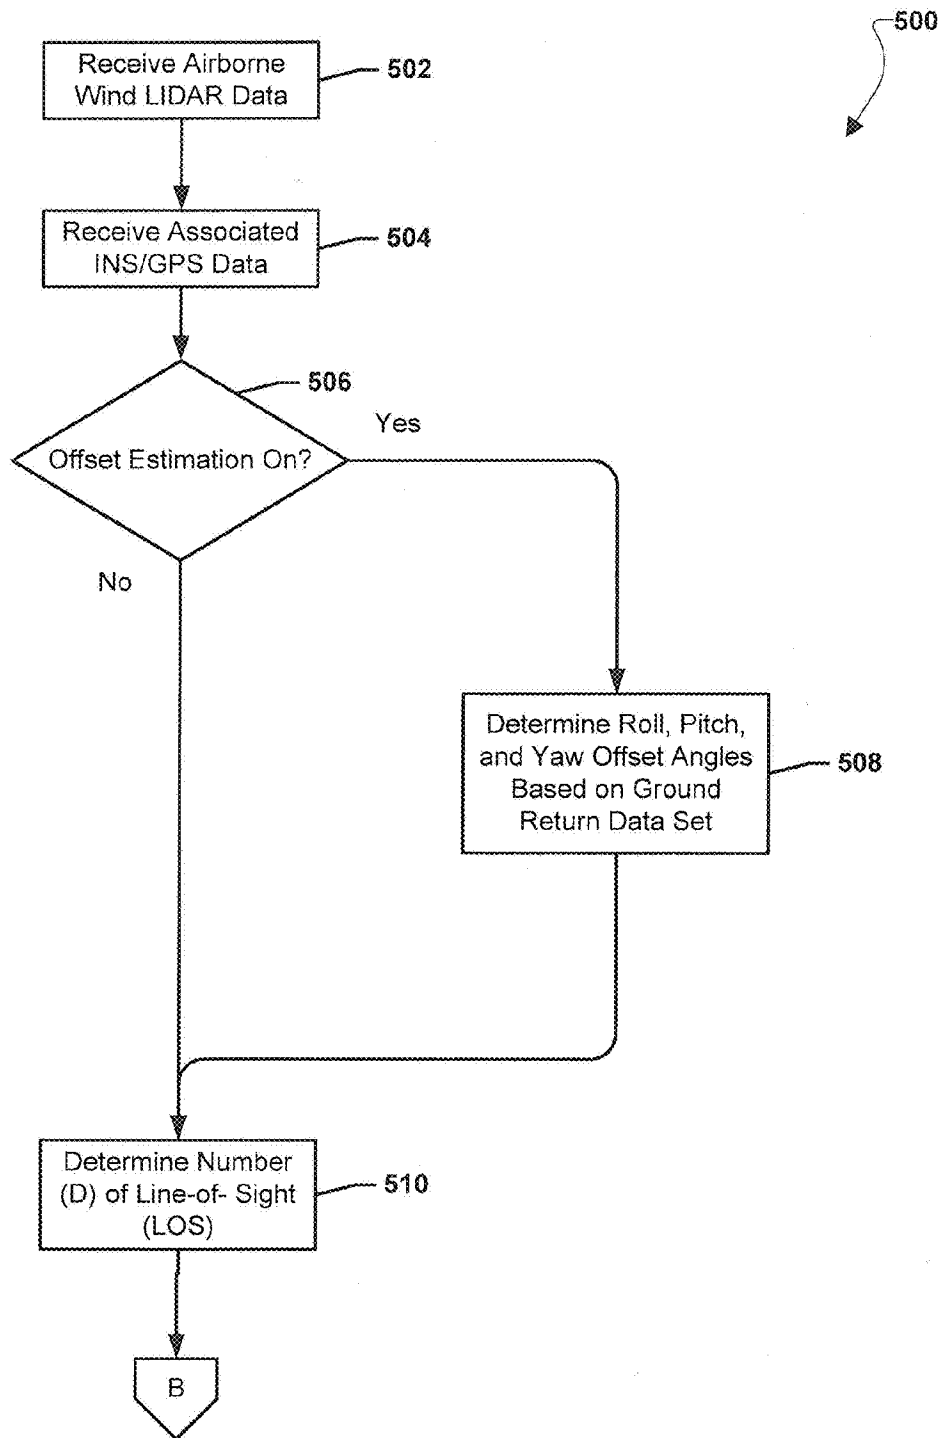 500
Receive Airborne
Wind LIDAR Data
502
Receive Associated
INS/GPS Data
504
506
Offset Estimation On?
Yes
No
Determine Roll, Pitch,
and Yaw Offset Angles
Based on Ground
Return Data Set
508
Determine Number
(D) of Line-of- Sight
(LOS)
510
B